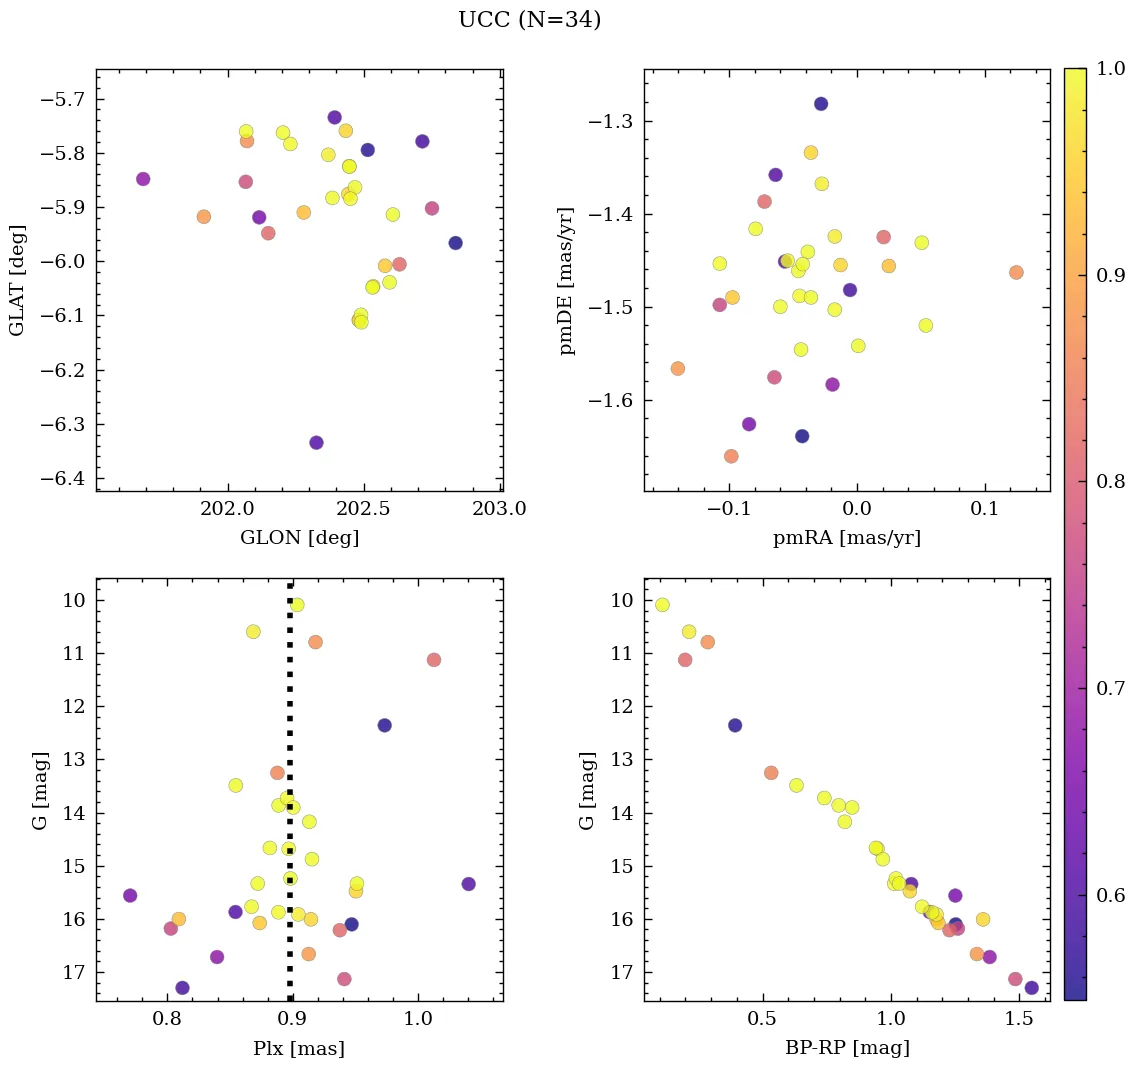 UCC (N=34)
−5.7
−5.8
−5.9
−6.0
−6.1
−6.2
−6.3
−6.4
GLAT [deg]
202.0 202.5 203.0
GLON [deg]
−1.3
−1.4
−1.5
−1.6
pmDE [mas/yr]
−0.1 0.0 0.1
pmRA [mas/yr]
10
11
12
13
14
15
16
17
G [mag]
0.8 0.9 1.0
Plx [mas]
10
11
12
13
14
15
16
17
G [mag]
0.5 1.0 1.5
BP-RP [mag]
1.0
0.9
0.8
0.7
0.6